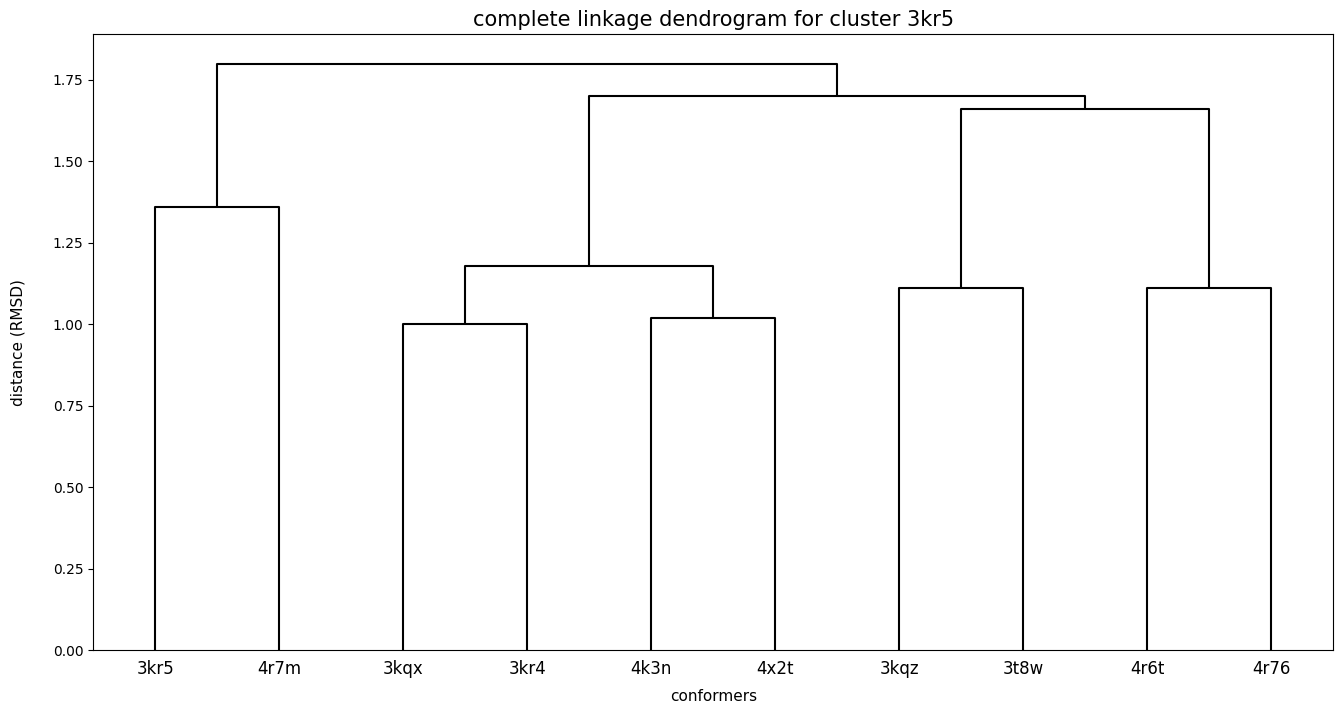 complete linkage dendrogram for cluster 3kr5
1.75
1.50
1.25
1.00
0.75
0.50
0.25
0.00
distance (RMSD)
3kr5 4r7m 3kqx 3kr4 4k3n 4x2t 3kqz 3t8w 4r6t 4r76
conformers